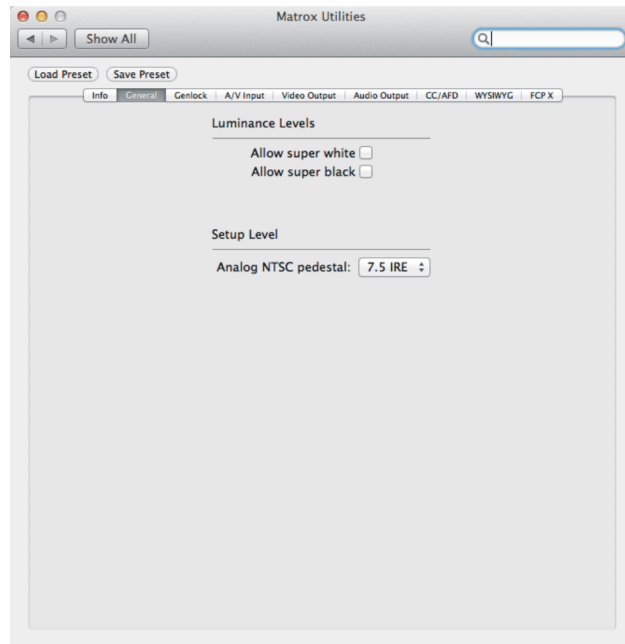 Matrox Utilities
Show All
Load Preset Save Preset
Info General Genlock A/V Input Video Output Audio Output CC/AFD WYSIWYG FCP X
Luminance Levels
Allow super white
Allow super black
Setup Level
Analog NTSC pedestal: 7.5 IRE